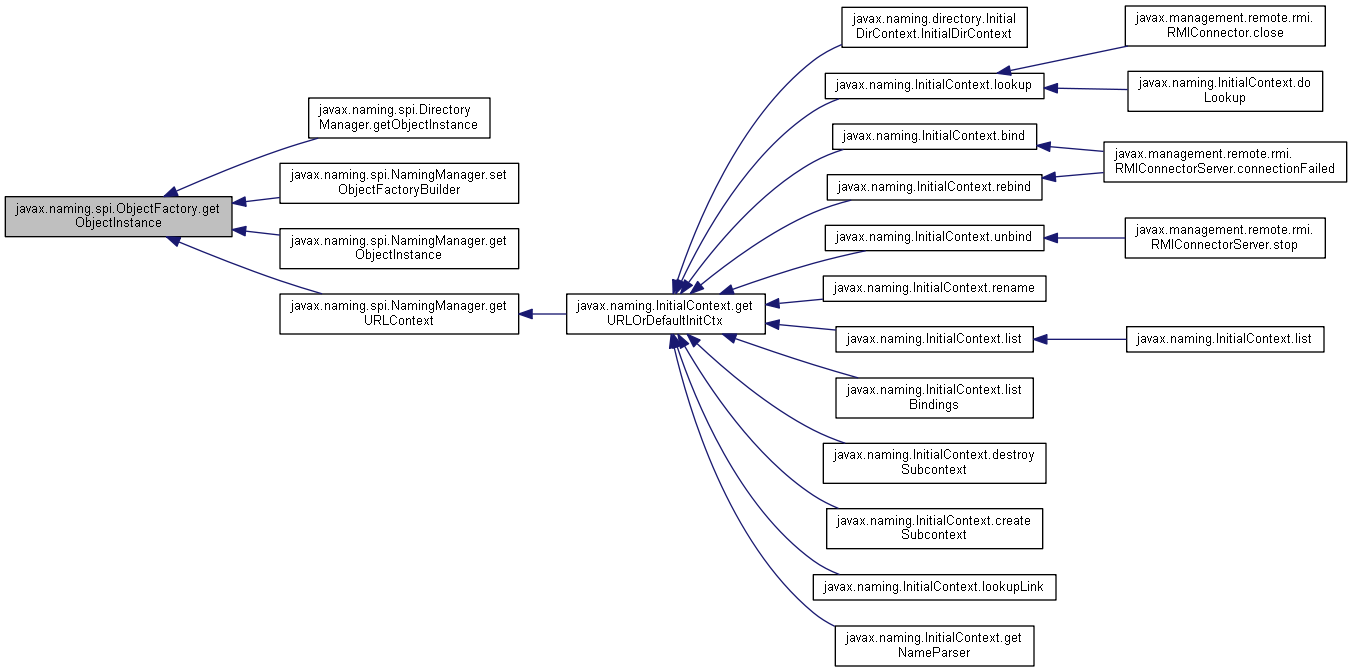 javax.naming.spi.ObjectFactory.get
ObjectInstance
javax.naming.spi.Directory
Manager.getObjectInstance
javax.naming.spi.NamingManager.set
ObjectFactoryBuilder
javax.naming.spi.NamingManager.get
ObjectInstance
javax.naming.spi.NamingManager.get
URLContext
javax.naming.InitialContext.get
URLOrDefaultInitCtx
javax.naming.directory.Initial
DirContext.InitialDirContext
javax.naming.InitialContext.lookup
javax.naming.InitialContext.bind
javax.naming.InitialContext.rebind
javax.naming.InitialContext.unbind
javax.naming.InitialContext.rename
javax.naming.InitialContext.list
javax.naming.InitialContext.list
Bindings
javax.naming.InitialContext.destroy
Subcontext
javax.naming.InitialContext.create
Subcontext
javax.naming.InitialContext.lookupLink
javax.naming.InitialContext.get
NameParser
javax.management.remote.rmi.
RMIConnector.close
javax.naming.InitialContext.do
Lookup
javax.management.remote.rmi.
RMIConnectorServer.connectionFailed
javax.management.remote.rmi.
RMIConnectorServer.stop
javax.naming.InitialContext.list